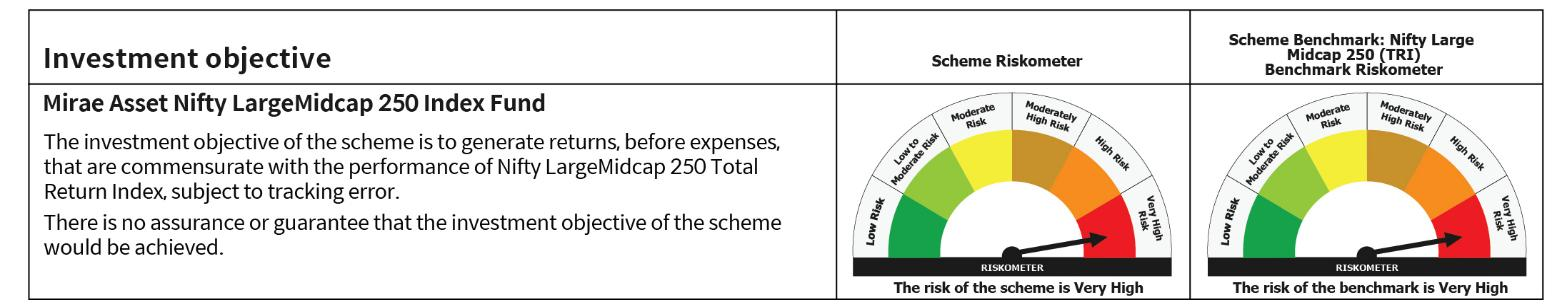 Investment objective
Scheme Riskometer
Scheme Benchmark: Nifty Large
Midcap 250 (TRI)
Benchmark Riskometer
Mirae Asset Nifty LargeMidcap 250 Index Fund
The investment objective of the scheme is to generate returns, before expenses,
that are commensurate with the performance of Nifty LargeMidcap 250 Total
Return Index, subject to tracking error.
There is no assurance or guarantee that the investment objective of the scheme
would be achieved.
Low Risk
Low to
Moderate Risk
Moderate
Risk
Moderately
High Risk
High Risk
Very High
Risk
RISKOMETER
The risk of the scheme is Very High
Low Risk
Low to
Moderate Risk
Moderate
Risk
Moderately
High Risk
High Risk
Very High
Risk
RISKOMETER
The risk of the benchmark is Very High